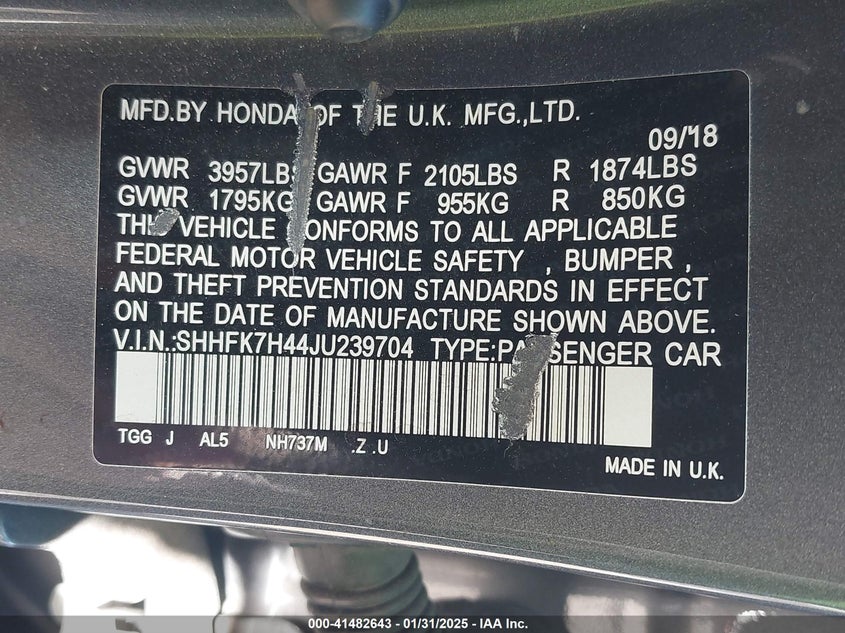 MFD.BY HONDA OF THE U.K. MFG.,LTD.
09/18
GVWR 3957LBS GAWR F 2105LBS R 1874LBS
GVWR 1795KG GAWR F 955KG R 850KG
THIS VEHICLE CONFORMS TO ALL APPLICABLE
FEDERAL MOTOR VEHICLE SAFETY , BUMPER ,
AND THEFT PREVENTION STANDARDS IN EFFECT
ON THE DATE OF MANUFACTURE SHOWN ABOVE.
V.I.N.:SHHFK7H44JU239704 TYPE:PASSENGER CAR
TGG J AL5 NH737M .Z .U
MADE IN U.K.
000-41482643 - 01/31/2025 - IAA Inc.